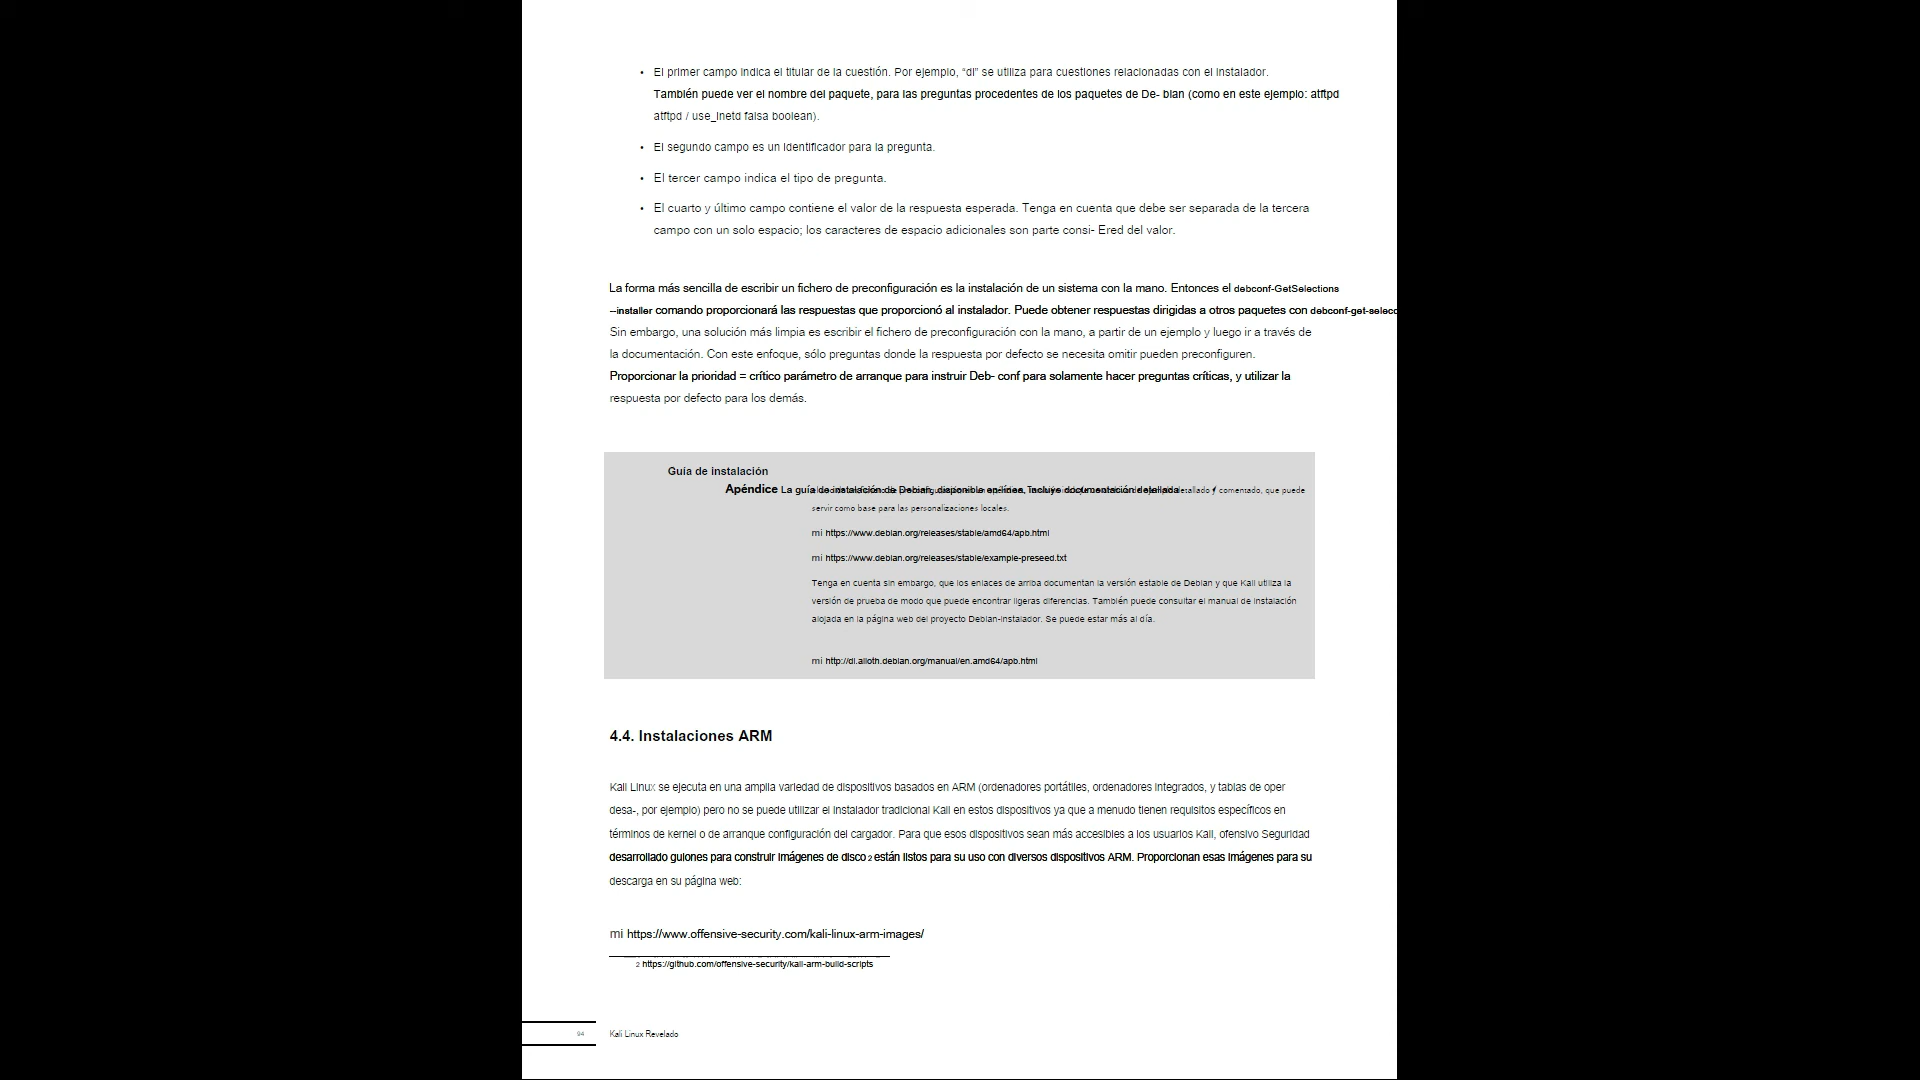 • El primer campo indica el titular de la cuestión. Por ejemplo, “di” se utiliza para cuestiones relacionadas con el instalador.
También puede ver el nombre del paquete, para las preguntas procedentes de los paquetes de De- bian (como en este ejemplo: atftpd
atftpd / use_inetd falsa boolean).
• El segundo campo es un identificador para la pregunta.
• El tercer campo indica el tipo de pregunta.
• El cuarto y último campo contiene el valor de la respuesta esperada. Tenga en cuenta que debe ser separada de la tercera
campo con un solo espacio; los caracteres de espacio adicionales son parte consi- Ered del valor.
La forma más sencilla de escribir un fichero de preconfiguración es la instalación de un sistema con la mano. Entonces el debconf-GetSelections
--installer comando proporcionará las respuestas que proporcionó al instalador. Puede obtener respuestas dirigidas a otros paquetes con debconf-get-selec
Sin embargo, una solución más limpia es escribir el fichero de preconfiguración con la mano, a partir de un ejemplo y luego ir a través de
la documentación. Con este enfoque, sólo preguntas donde la respuesta por defecto se necesita omitir pueden preconfiguren.
Proporcionar la prioridad = crítico parámetro de arranque para instruir Deb- conf para solamente hacer preguntas críticas, y utilizar la
respuesta por defecto para los demás.
Guía de instalación
Apéndice La guía de instalación de Debian, disponible en línea, incluye documentación detallada detallado y comentado, que puede
servir como base para las personalizaciones locales.
mi https://www.debian.org/releases/stable/amd64/apb.html
mi https://www.debian.org/releases/stable/example-preseed.txt
Tenga en cuenta sin embargo, que los enlaces de arriba documentan la versión estable de Debian y que Kali utiliza la
versión de prueba de modo que puede encontrar ligeras diferencias. También puede consultar el manual de instalación
alojada en la página web del proyecto Debian-instalador. Se puede estar más al día.
mi http://di.alioth.debian.org/manual/en.amd64/apb.html
4.4. Instalaciones ARM
Kali Linux se ejecuta en una amplia variedad de dispositivos basados en ARM (ordenadores portátiles, ordenadores integrados, y tablas de oper
desa-, por ejemplo) pero no se puede utilizar el instalador tradicional Kali en estos dispositivos ya que a menudo tienen requisitos específicos en
términos de kernel o de arranque configuración del cargador. Para que esos dispositivos sean más accesibles a los usuarios Kali, ofensivo Seguridad
desarrollado guiones para construir imágenes de disco 2 están listos para su uso con diversos dispositivos ARM. Proporcionan esas imágenes para su
descarga en su página web:
mi https://www.offensive-security.com/kali-linux-arm-images/
2 https://github.com/offensive-security/kali-arm-build-scripts
94 Kali Linux Revelado